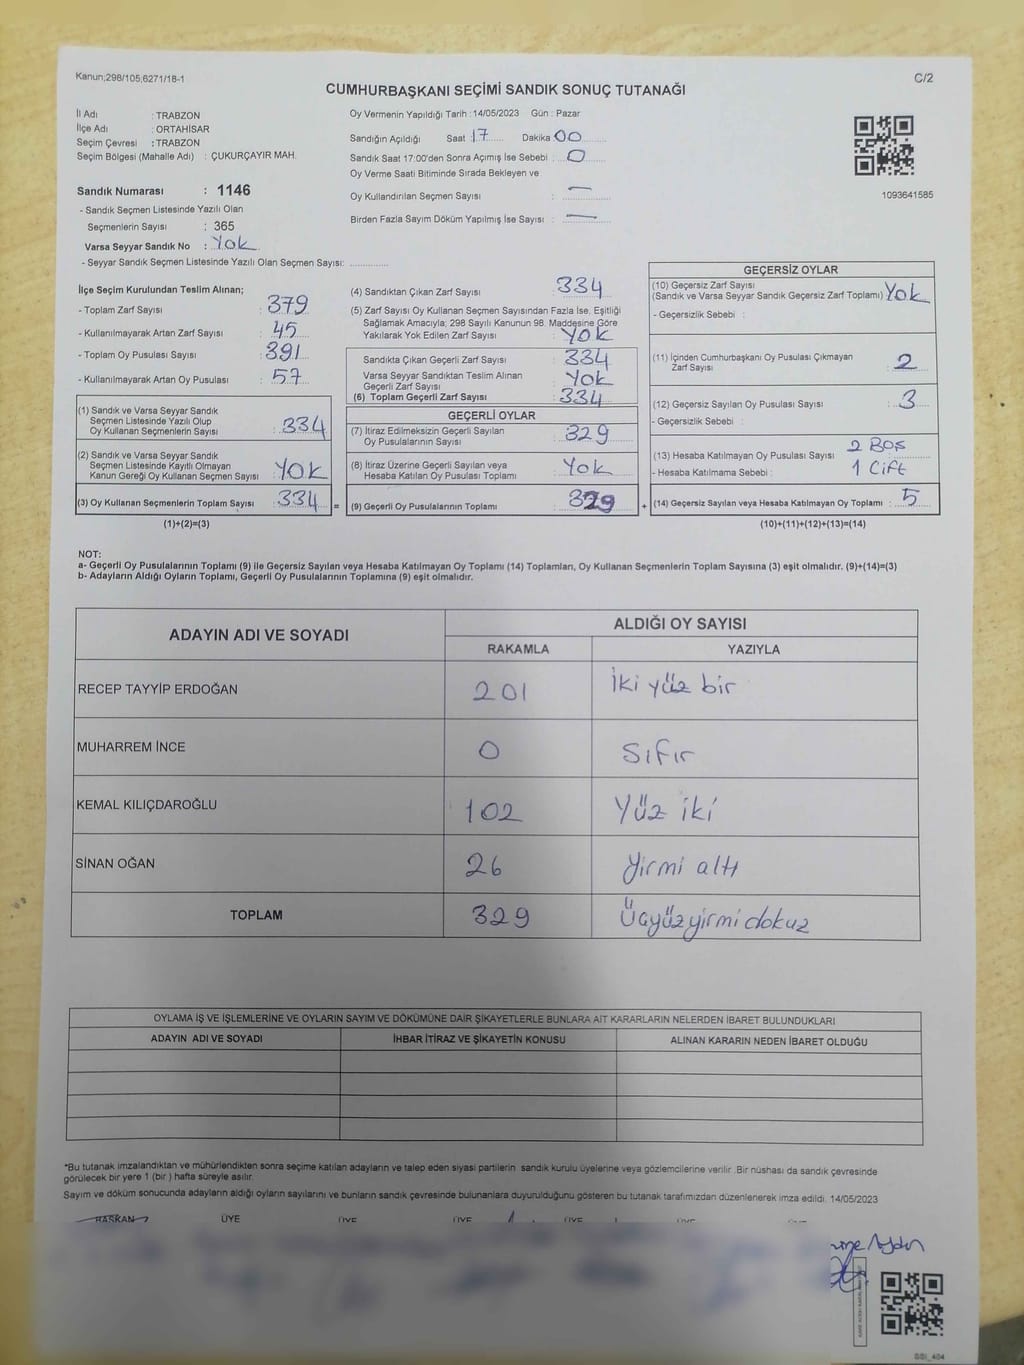 Kanun;298/105;6271/18-1
C/2
CUMHURBAŞKANI SEÇİMİ SANDIK SONUÇ TUTANAĞI
İl Adı : TRABZON
İlçe Adı : ORTAHİSAR
Seçim Çevresi : TRABZON
Seçim Bölgesi (Mahalle Adı) : ÇUKURÇAYIR MAH.
Sandık Numarası : 1146
- Sandık Seçmen Listesinde Yazılı Olan
Seçmenlerin Sayısı : 365
Varsa Seyyar Sandık No : Yok
- Seyyar Sandık Seçmen Listesinde Yazılı Olan Seçmen Sayısı:
Oy Vermenin Yapıldığı Tarih : 14/05/2023 Gün : Pazar
Sandığın Açıldığı Saat : 17 Dakika 00
Sandık Saat 17:00'den Sonra Açımış İse Sebebi : 0
Oy Verme Saati Bitiminde Sırada Bekleyen ve
Oy Kullandırılan Seçmen Sayısı : —
Birden Fazla Sayım Döküm Yapılmış İse Sayısı : —
1093641585
İlçe Seçim Kurulundan Teslim Alınan;
- Toplam Zarf Sayısı : 379
- Kullanılmayarak Artan Zarf Sayısı : 45
- Toplam Oy Pusulası Sayısı : 391
- Kullanılmayarak Artan Oy Pusulası : 57
(1) Sandık ve Varsa Seyyar Sandık
Seçmen Listesinde Yazılı Olup
Oy Kullanan Seçmenlerin Sayısı : 334
(2) Sandık ve Varsa Seyyar Sandık
Seçmen Listesinde Kayıtlı Olmayan
Kanun Gereği Oy Kullanan Seçmen Sayısı : YOK
(3) Oy Kullanan Seçmenlerin Toplam Sayısı : 334 =
(1)+(2)=(3)
(4) Sandıktan Çıkan Zarf Sayısı : 334
(5) Zarf Sayısı Oy Kullanan Seçmen Sayısından Fazla İse; Eşitliği
Sağlamak Amacıyla; 298 Sayılı Kanunun 98. Maddesine Göre
Yakılarak Yok Edilen Zarf Sayısı : YOK
Sandıkta Çıkan Geçerli Zarf Sayısı : 334
Varsa Seyyar Sandıktan Teslim Alınan
Geçerli Zarf Sayısı : YOK
(6) Toplam Geçerli Zarf Sayısı : 334
GEÇERLİ OYLAR
(7) İtiraz Edilmeksizin Geçerli Sayılan
Oy Pusulalarının Sayısı : 329
(8) İtiraz Üzerine Geçerli Sayılan veya
Hesaba Katılan Oy Pusulası Toplamı : Yok
(9) Geçerli Oy Pusulalarının Toplamı : 329 +
GEÇERSİZ OYLAR
(10) Geçersiz Zarf Sayısı
(Sandık ve Varsa Seyyar Sandık Geçersiz Zarf Toplamı) Yok
- Geçersizlik Sebebi :
(11) İçinden Cumhurbaşkanı Oy Pusulası Çıkmayan
Zarf Sayısı : 2
(12) Geçersiz Sayılan Oy Pusulası Sayısı : 3
- Geçersizlik Sebebi :
(13) Hesaba Katılmayan Oy Pusulası Sayısı : 2 Boş
- Hesaba Katılmama Sebebi : 1 Çift
(14) Geçersiz Sayılan veya Hesaba Katılmayan Oy Toplamı : 5
(10)+(11)+(12)+(13)=(14)
NOT:
a- Geçerli Oy Pusulalarının Toplamı (9) ile Geçersiz Sayılan veya Hesaba Katılmayan Oy Toplamı (14) Toplamları, Oy Kullanan Seçmenlerin Toplam Sayısına (3) eşit olmalıdır. (9)+(14)=(3)
b- Adayların Aldığı Oyların Toplamı, Geçerli Oy Pusulalarının Toplamına (9) eşit olmalıdır.
ADAYIN ADI VE SOYADI ALDIĞI OY SAYISI
RAKAMLA YAZIYLA
RECEP TAYYİP ERDOĞAN 201 İki yüz bir
MUHARREM İNCE 0 sıfır
KEMAL KILIÇDAROĞLU 102 Yüz iki
SİNAN OĞAN 26 yirmi altı
TOPLAM 329 Üçyüzyirmidokuz
OYLAMA İŞ VE İŞLEMLERİNE VE OYLARIN SAYIM VE DÖKÜMÜNE DAİR ŞİKAYETLERLE BUNLARA AİT KARARLARIN NELERDEN İBARET BULUNDUKLARI
ADAYIN ADI VE SOYADI İHBAR İTİRAZ VE ŞİKAYETİN KONUSU ALINAN KARARIN NEDEN İBARET OLDUĞU
*Bu tutanak imzalandıktan ve mühürlendikten sonra seçime katılan adayların ve talep eden siyasi partilerin sandık kurulu üyelerine veya gözlemcilerine verilir .Bir nüshası da sandık çevresinde
görülecek bir yere 1 (bir ) hafta süreyle asılır.
Sayım ve döküm sonucunda adayların aldığı oyların sayılarını ve bunların sandık çevresinde bulunanlara duyurulduğunu gösteren bu tutanak tarafımızdan düzenlenerek imza edildi. 14/05/2023
BAŞKAN ÜYE ÜYE ÜYE ÜYE ÜYE ÜYE